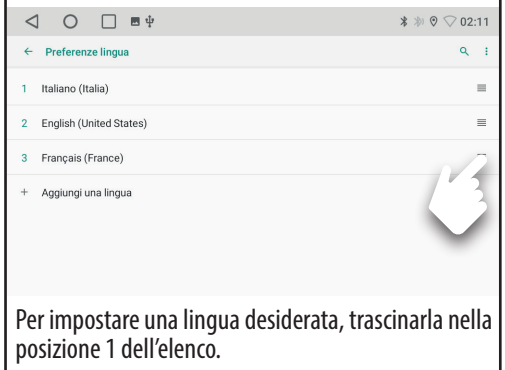 02:11
Preferenze lingua
1 Italiano (Italia)
2 English (United States)
3 Français (France)
+ Aggiungi una lingua
Per impostare una lingua desiderata, trascinarla nella
posizione 1 dell’elenco.